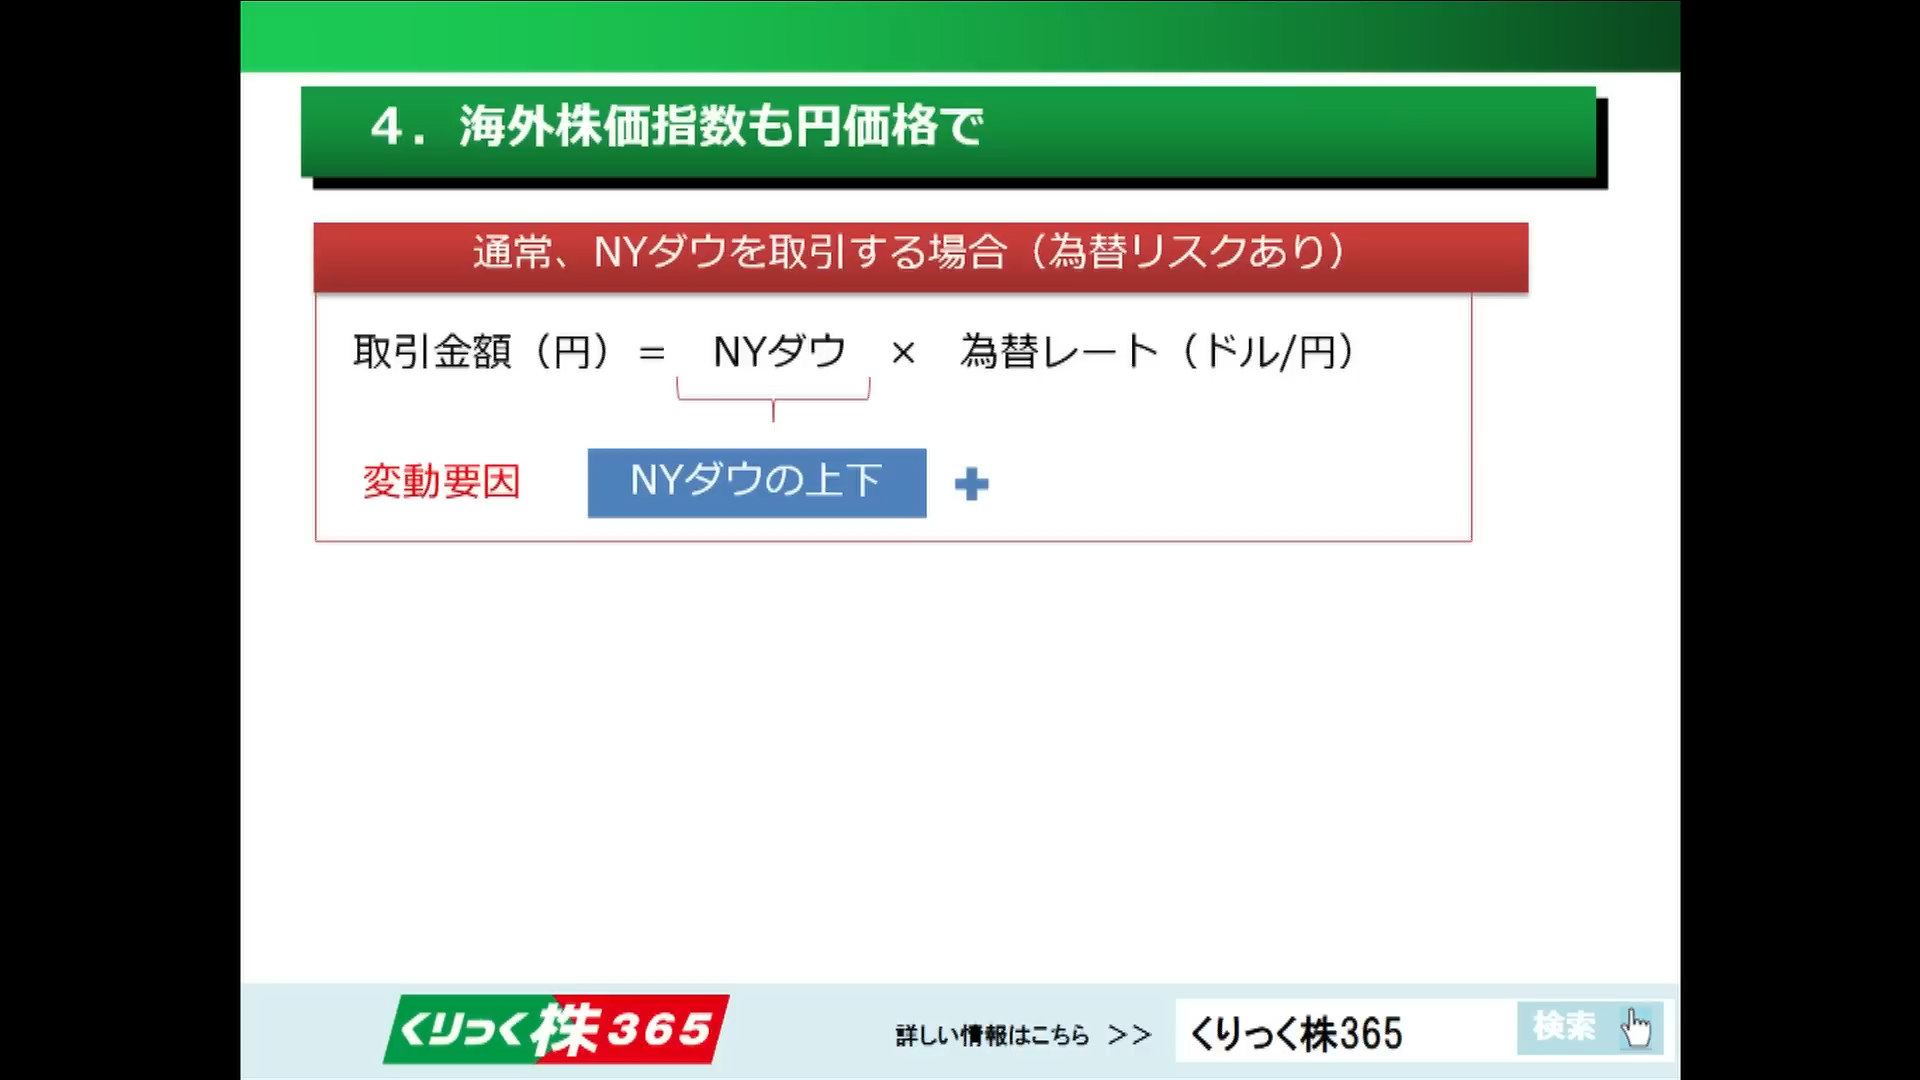 ４．海外株価指数も円価格で
通常、NYダウを取引する場合（為替リスクあり）
取引金額（円）＝ NYダウ × 為替レート（ドル/円）
変動要因 NYダウの上下 ＋
くりっく株365
詳しい情報はこちら ＞＞ くりっく株365 検索